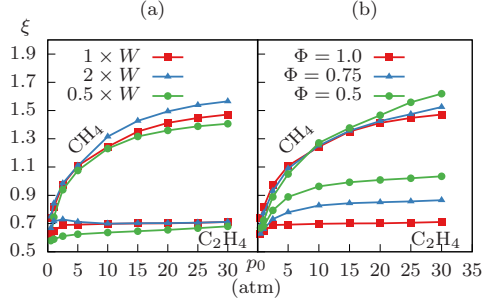 (a) (b)
ξ
1.9
1.7
1.5
1.3
1.1
0.9
0.7
0.5
1 × W
2 × W
0.5 × W
CH4
C2H4
Φ = 1.0
Φ = 0.75
Φ = 0.5
CH4
C2H4
0 5 10 15 20 25 30 p0 5 10 15 20 25 30 35
(atm)